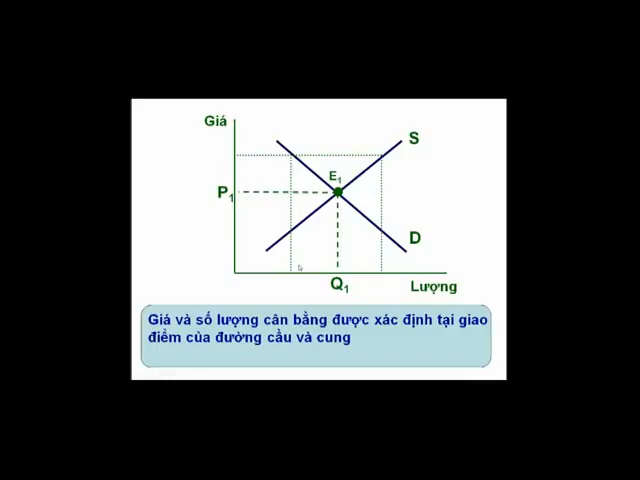 Giá
S
E1
P1
D
Q1
Lượng
Giá và số lượng cân bằng được xác định tại giao
điểm của đường cầu và cung